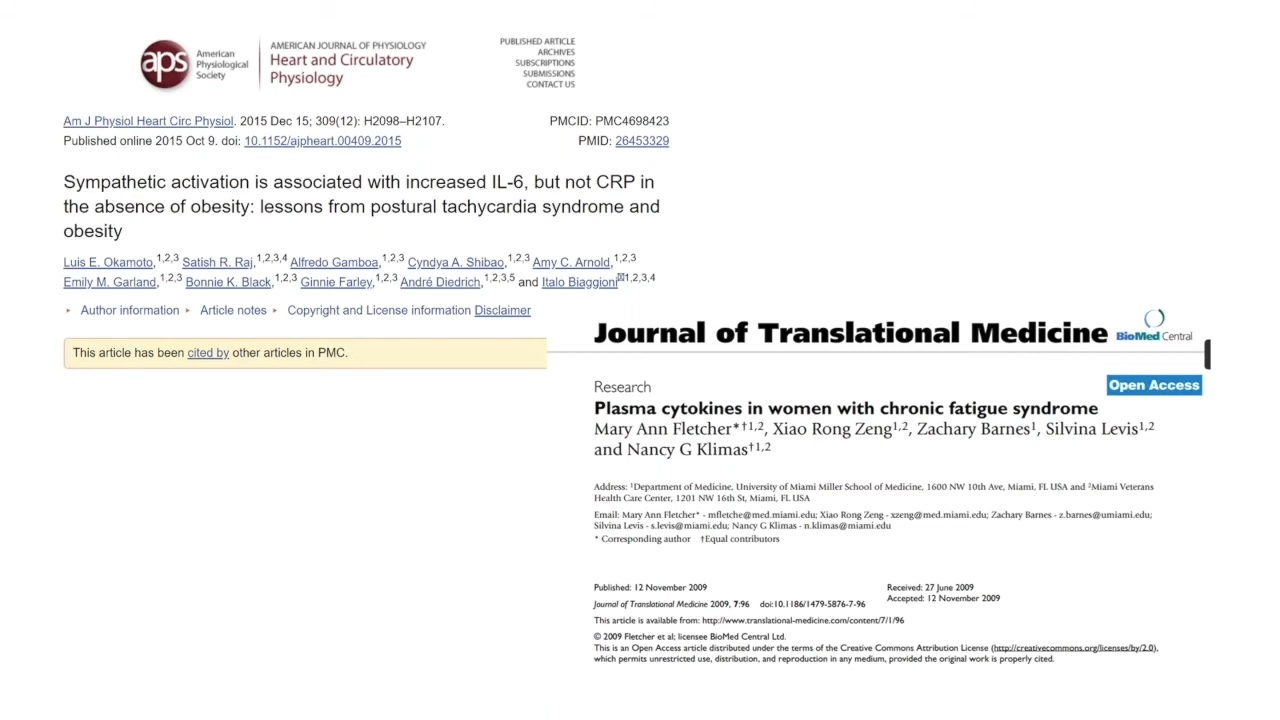 aps
American
Physiological
Society
AMERICAN JOURNAL OF PHYSIOLOGY
Heart and Circulatory
Physiology
PUBLISHED ARTICLE
ARCHIVES
SUBSCRIPTIONS
SUBMISSIONS
CONTACT US
Am J Physiol Heart Circ Physiol. 2015 Dec 15; 309(12): H2098–H2107.
PMCID: PMC4698423
Published online 2015 Oct 9. doi: 10.1152/ajpheart.00409.2015
PMID: 26453329
Sympathetic activation is associated with increased IL-6, but not CRP in
the absence of obesity: lessons from postural tachycardia syndrome and
obesity
Luis E. Okamoto,1,2,3 Satish R. Raj,1,2,3,4 Alfredo Gamboa,1,2,3 Cyndya A. Shibao,1,2,3 Amy C. Arnold,1,2,3
Emily M. Garland,1,2,3 Bonnie K. Black,1,2,3 Ginnie Farley,1,2,3 André Diedrich,1,2,3,5 and Italo Biaggioni✉1,2,3,4
▸ Author information ▸ Article notes ▸ Copyright and License information Disclaimer
This article has been cited by other articles in PMC.
Journal of Translational Medicine
BioMed Central
Research
Open Access
Plasma cytokines in women with chronic fatigue syndrome
Mary Ann Fletcher*†1,2, Xiao Rong Zeng1,2, Zachary Barnes1, Silvina Levis1,2
and Nancy G Klimas†1,2
Address: 1Department of Medicine, University of Miami Miller School of Medicine, 1600 NW 10th Ave, Miami, FL USA and 2Miami Veterans
Health Care Center, 1201 NW 16th St, Miami, FL USA
Email: Mary Ann Fletcher* - mfletche@med.miami.edu; Xiao Rong Zeng - xzeng@med.miami.edu; Zachary Barnes - z.barnes@umiami.edu;
Silvina Levis - s.levis@miami.edu; Nancy G Klimas - n.klimas@miami.edu
* Corresponding author †Equal contributors
Published: 12 November 2009
Received: 27 June 2009
Accepted: 12 November 2009
Journal of Translational Medicine 2009, 7:96 doi:10.1186/1479-5876-7-96
This article is available from: http://www.translational-medicine.com/content/7/1/96
© 2009 Fletcher et al; licensee BioMed Central Ltd.
This is an Open Access article distributed under the terms of the Creative Commons Attribution License (http://creativecommons.org/licenses/by/2.0),
which permits unrestricted use, distribution, and reproduction in any medium, provided the original work is properly cited.